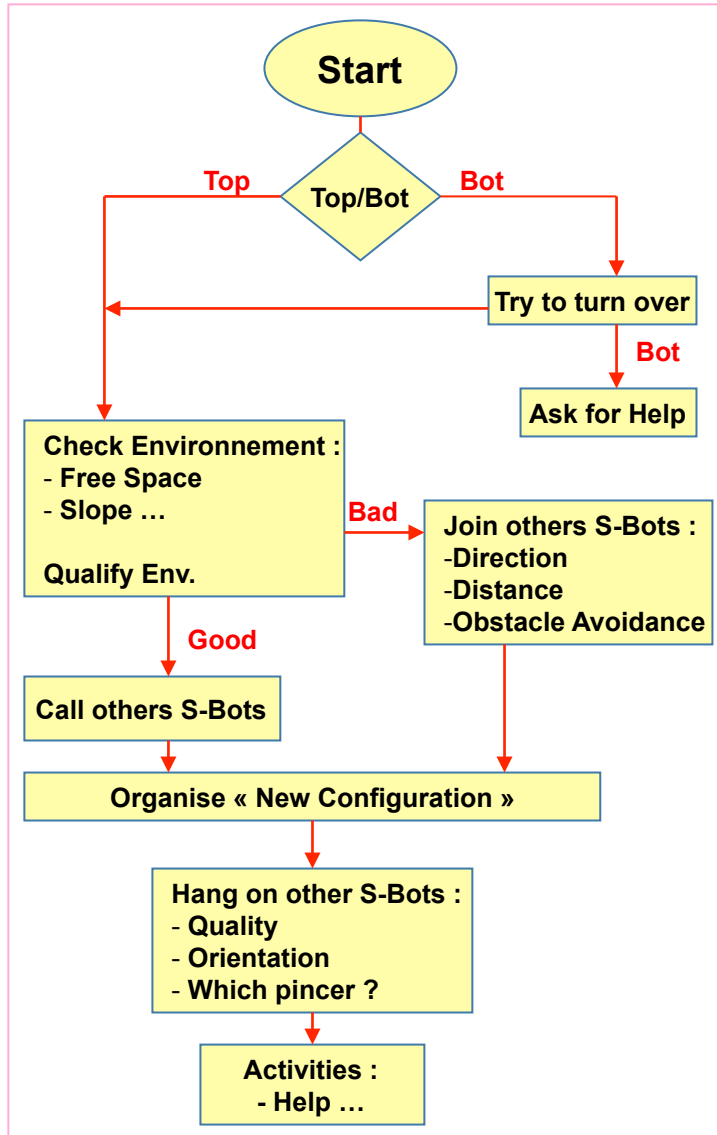 Start
Top
Top/Bot
Bot
Try to turn over
Bot
Ask for Help
Check Environnement :
- Free Space
- Slope …
Qualify Env.
Bad
Join others S-Bots :
-Direction
-Distance
-Obstacle Avoidance
Good
Call others S-Bots
Organise « New Configuration »
Hang on other S-Bots :
- Quality
- Orientation
- Which pincer ?
Activities :
- Help …